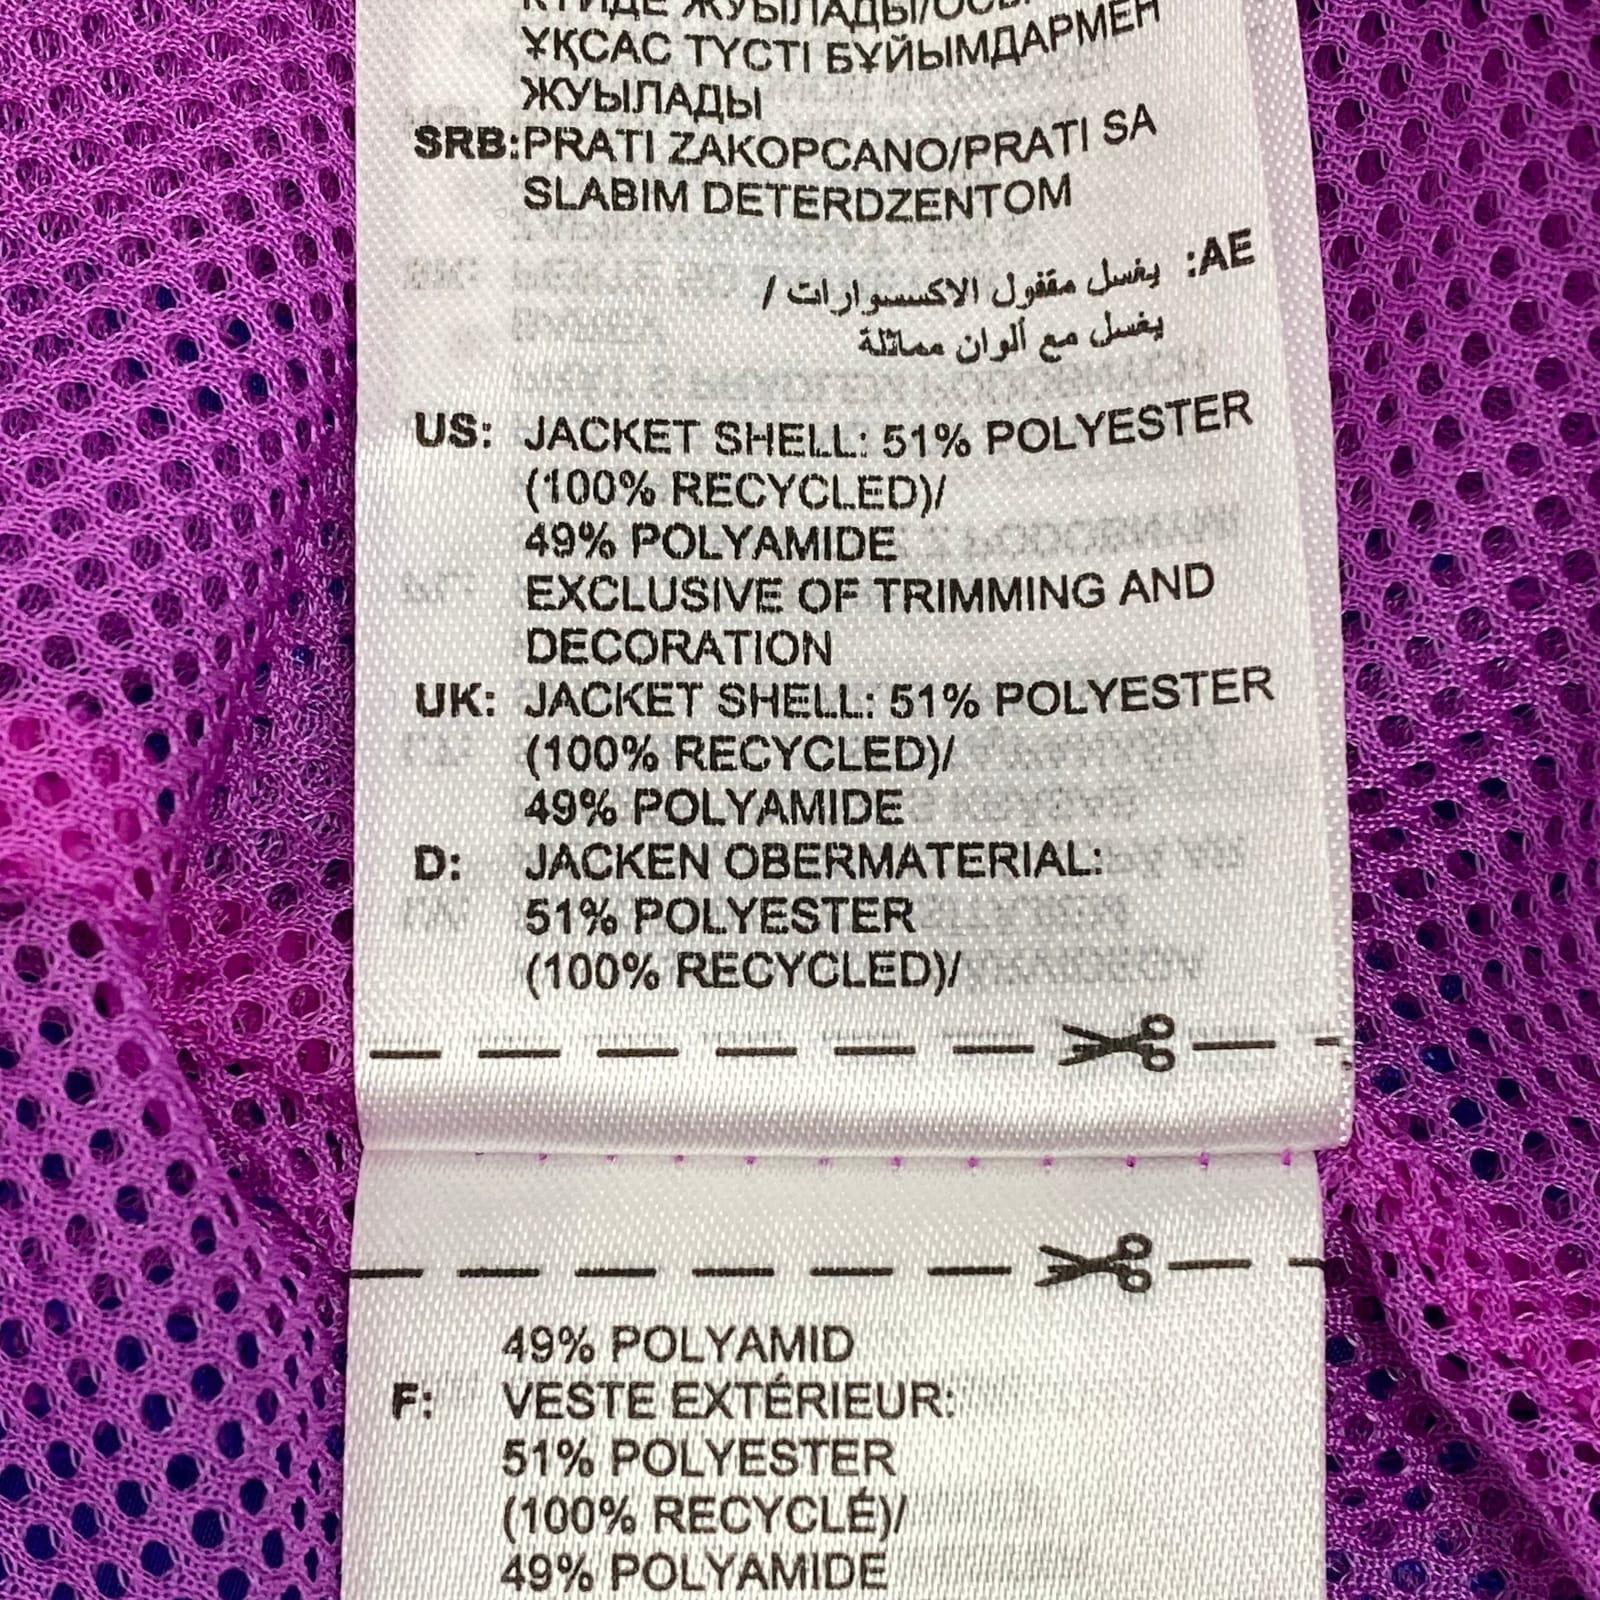 ҰҚСАС ТҮСТІ БҰЙЫМДАРМЕН
ЖУЫЛАДЫ
SRB: PRATI ZAKOPCANO/PRATI SA
SLABIM DETERDZENTOM
AE: يغسل مقفول الاكسسوارات /
يغسل مع ألوان مماثلة
US: JACKET SHELL: 51% POLYESTER
(100% RECYCLED)/
49% POLYAMIDE
EXCLUSIVE OF TRIMMING AND
DECORATION
UK: JACKET SHELL: 51% POLYESTER
(100% RECYCLED)/
49% POLYAMIDE
D: JACKEN OBERMATERIAL:
51% POLYESTER
(100% RECYCLED)/
49% POLYAMID
F: VESTE EXTÉRIEUR:
51% POLYESTER
(100% RECYCLÉ)/
49% POLYAMIDE